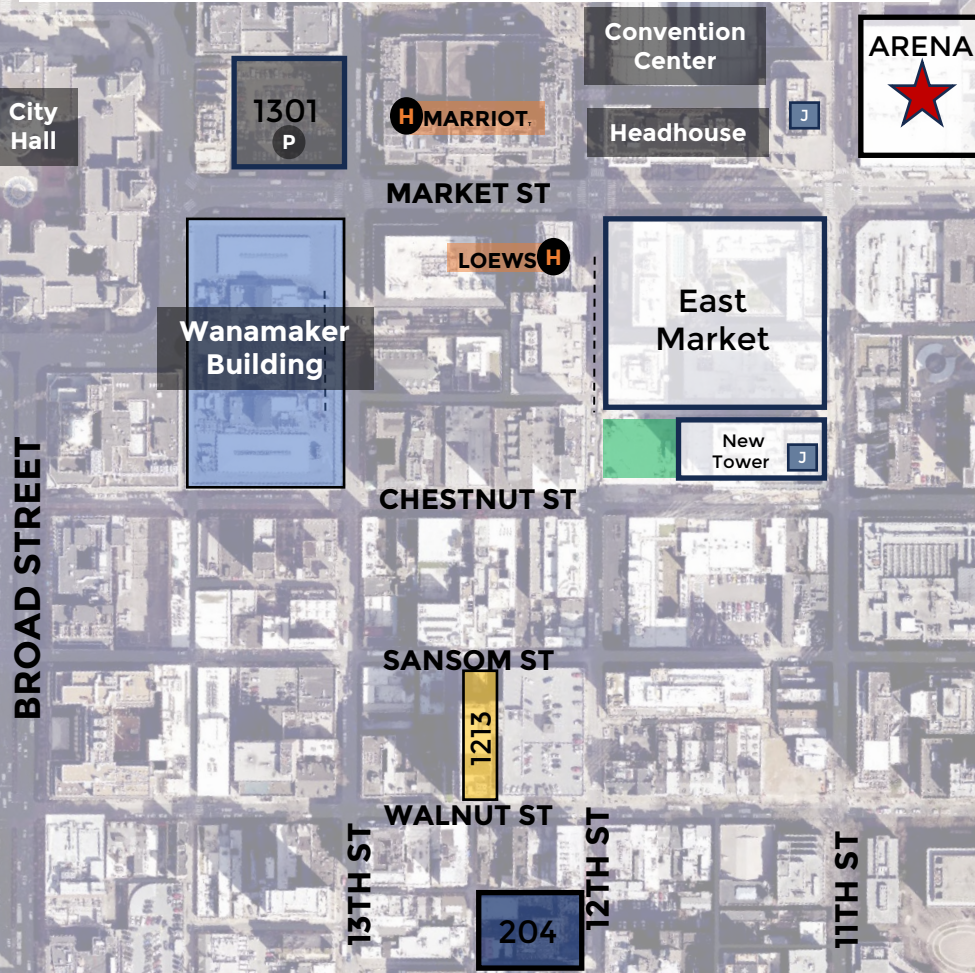 Convention
Center
ARENA
City
Hall
1301
P
H MARRIOT
J
Headhouse
MARKET ST
LOEWS H
East
Market
Wanamaker
Building
New
Tower
J
CHESTNUT ST
BROAD STREET
SANSOM ST
1213
WALNUT ST
13TH ST
12TH ST
11TH ST
204